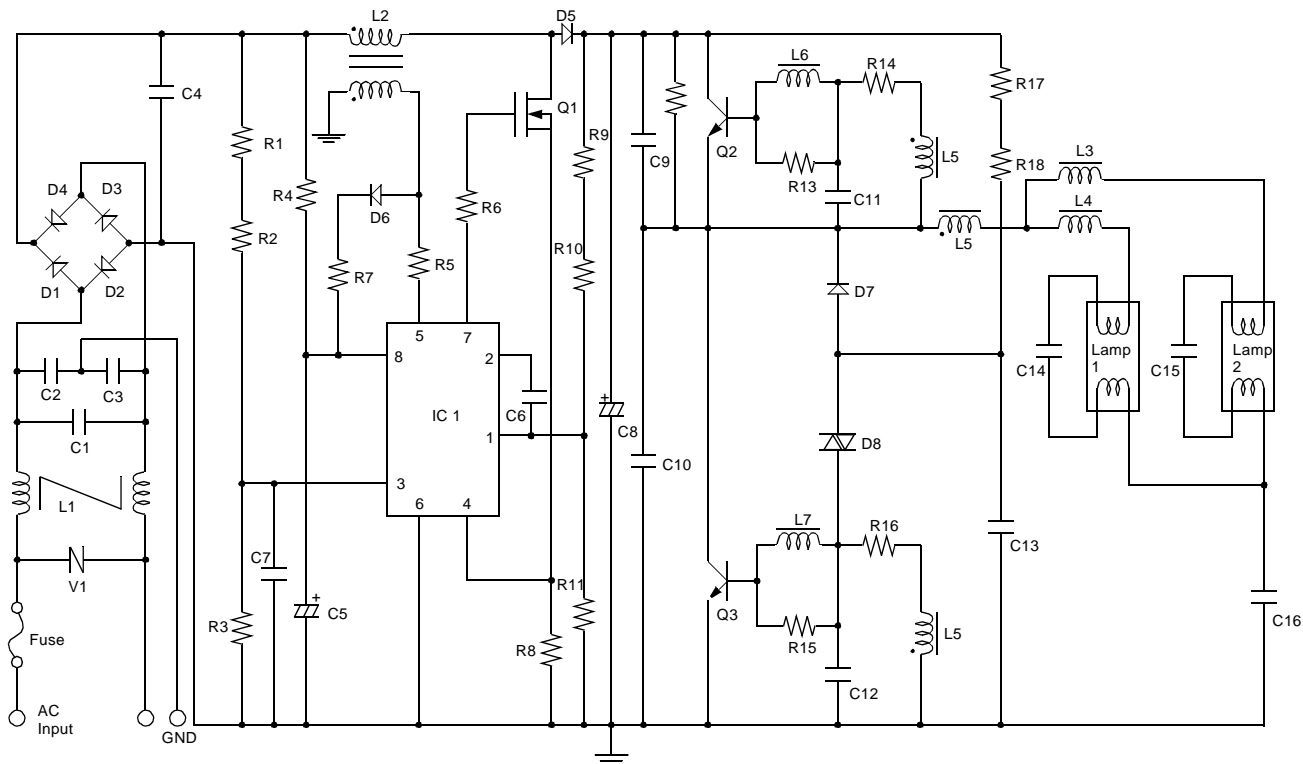 L2
D5
L6
R14
C4
Q1
R17
R1
R9
C9
Q2
L5
L3
D4
D3
R4
R13
R18
C11
D6
R6
L4
R2
R10
L5
R7
R5
D1
D2
D7
5
7
8
2
Lamp
1
Lamp
2
C2
C3
C14
C15
IC 1
C6
C8
1
D8
C1
C10
3
L1
6
4
L7
R16
C7
C13
V1
R11
Q3
C5
R3
R15
L5
C16
Fuse
R8
C12
AC
Input
GND